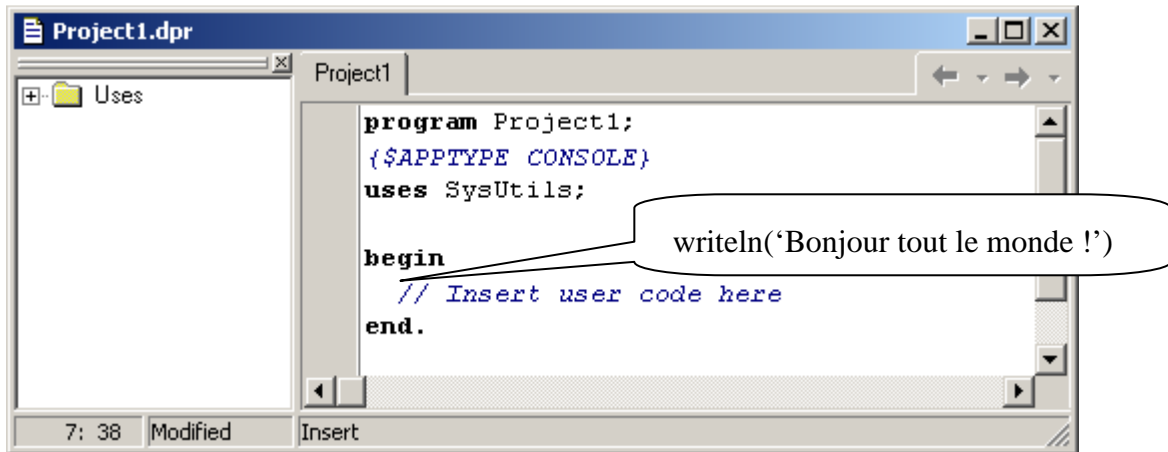 Project1.dpr
Uses
Project1
program Project1;
{$APPTYPE CONSOLE}
uses SysUtils;
writeln(‘Bonjour tout le monde !’)
begin
// Insert user code here
end.
7: 38 Modified Insert